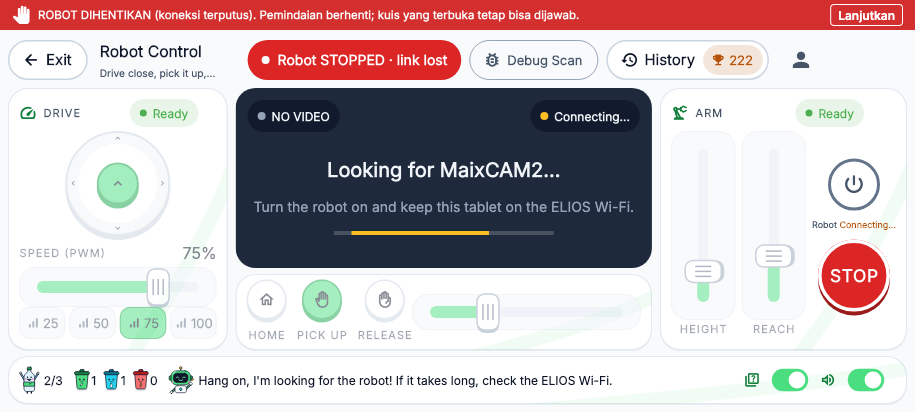 ROBOT DIHENTIKAN (koneksi terputus). Pemindaian berhenti; kuis yang terbuka tetap bisa dijawab.
Lanjutkan
Exit
Robot Control
Drive close, pick it up,...
Robot STOPPED · link lost
Debug Scan
History
222
DRIVE
Ready
SPEED (PWM)
75%
25
50
75
100
NO VIDEO
Connecting...
Looking for MaixCAM2...
Turn the robot on and keep this tablet on the ELIOS Wi-Fi.
HOME
PICK UP
RELEASE
ARM
Ready
HEIGHT
REACH
Robot Connecting...
STOP
2/3
1
1
0
Hang on, I'm looking for the robot! If it takes long, check the ELIOS Wi-Fi.